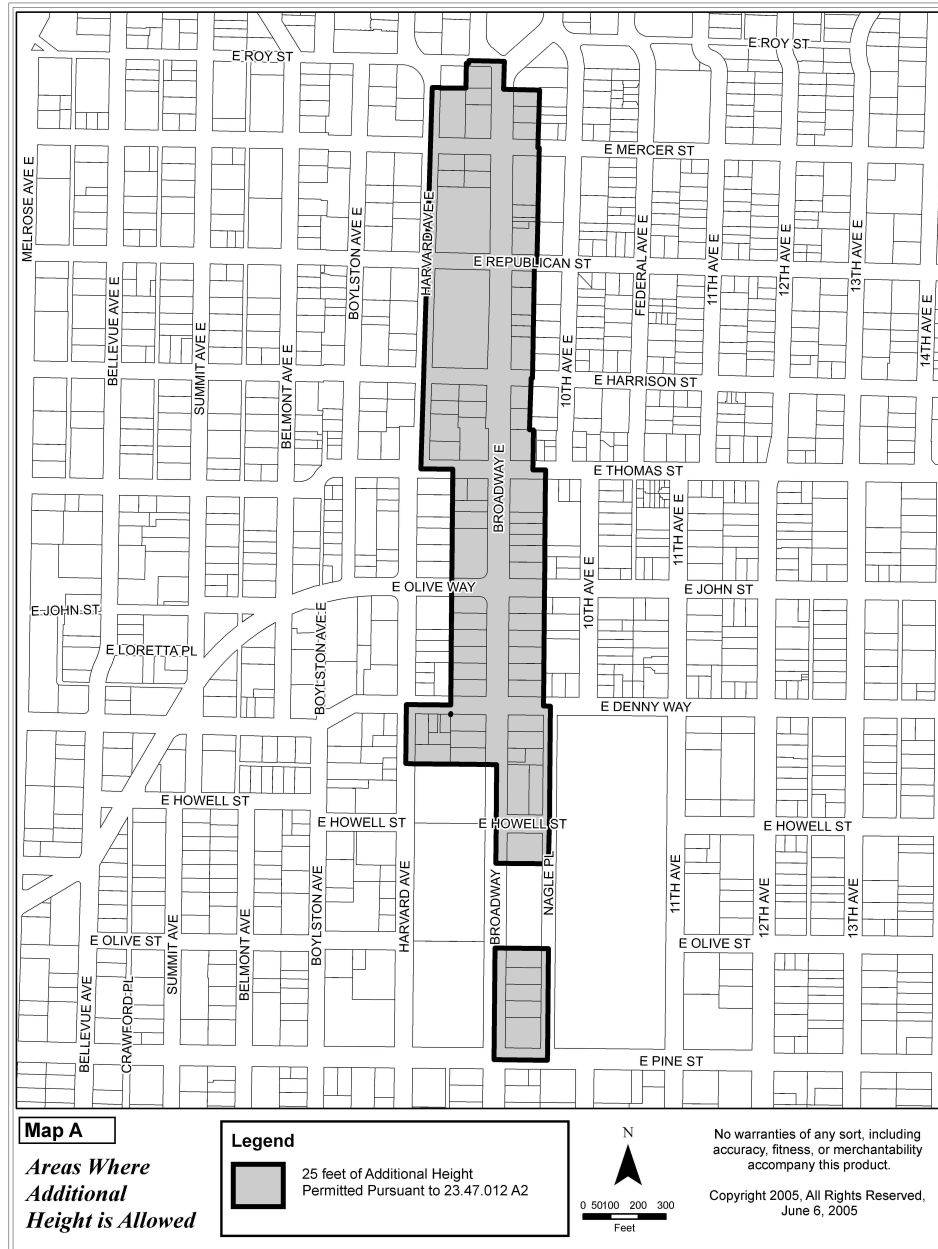 E ROY ST
E ROY ST
E MERCER ST
MELROSE AVE E
HARVARD AVE E
BOYLSTON AVE E
FEDERAL AVE E
11TH AVE E
12TH AVE E
13TH AVE E
E REPUBLICAN ST
BELLEVUE AVE E
SUMMIT AVE E
BELMONT AVE E
10TH AVE E
14TH AVE E
E HARRISON ST
BROADWAY E
E THOMAS ST
11TH AVE E
E OLIVE WAY
10TH AVE E
E JOHN ST
E JOHN ST
BOYLSTON AVE E
E LORETTA PL
E DENNY WAY
E HOWELL ST
E HOWELL ST
E HOWELL ST
E HOWELL ST
HARVARD AVE
BROADWAY
NAGLE PL
11TH AVE
12TH AVE
13TH AVE
BOYLSTON AVE
SUMMIT AVE
BELMONT AVE
E OLIVE ST
E OLIVE ST
BELLEVUE AVE
CRAWFORD PL
E PINE ST
Map A
Areas Where
Additional
Height is Allowed
Legend
25 feet of Additional Height
Permitted Pursuant to 23.47.012 A2
N
0 50100 200 300
Feet
No warranties of any sort, including
accuracy, fitness, or merchantability
accompany this product.
Copyright 2005, All Rights Reserved,
June 6, 2005